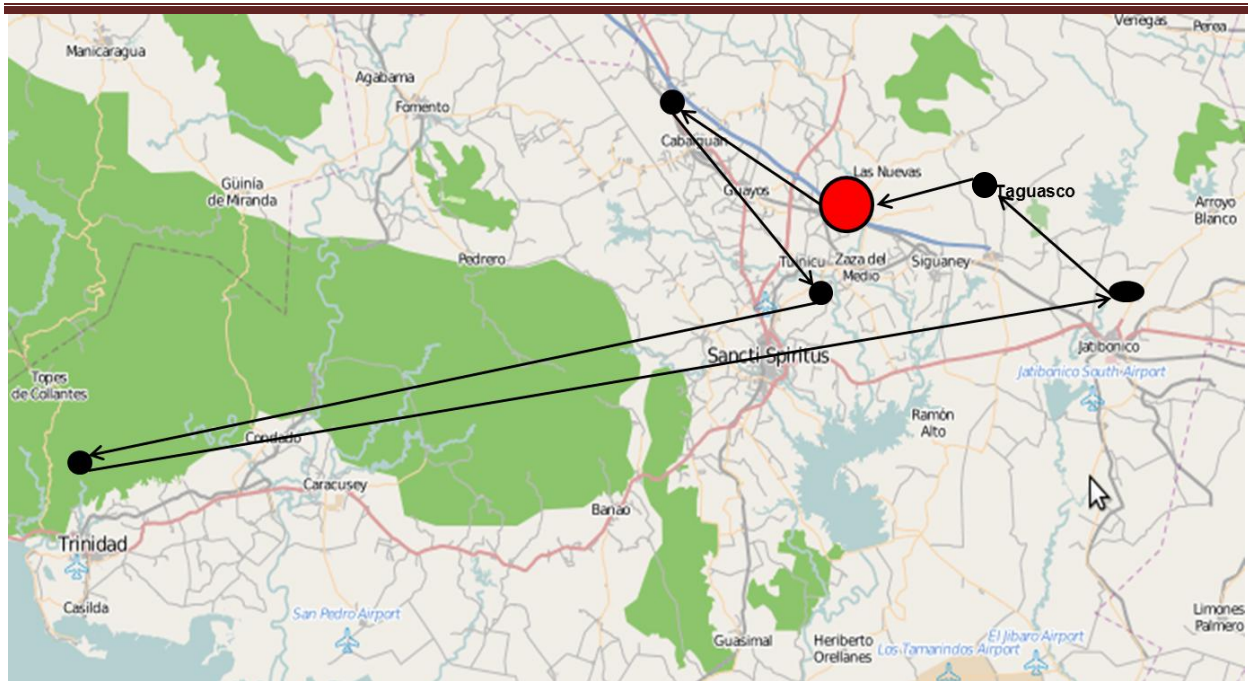 Venegas
Perea
Manicaragua
Agabama
Fomento
Cabaiguán
Las Nuevas
Güinía
de Miranda
Guayos
Taguasco
Arroyo
Blanco
Pedrero
Tuinicu
Zaza del
Medio
Siguaney
Sancti Spiritus
Jatibonico
Topes
de Collantes
Jatibonico South Airport
Ramón
Alto
Condado
Caracusey
Banao
Trinidad
Casilda
San Pedro Airport
Limones
Palmero
Guasimal
Heriberto
Orellanes
Los Tamarindos Airport
El Jibaro Airport